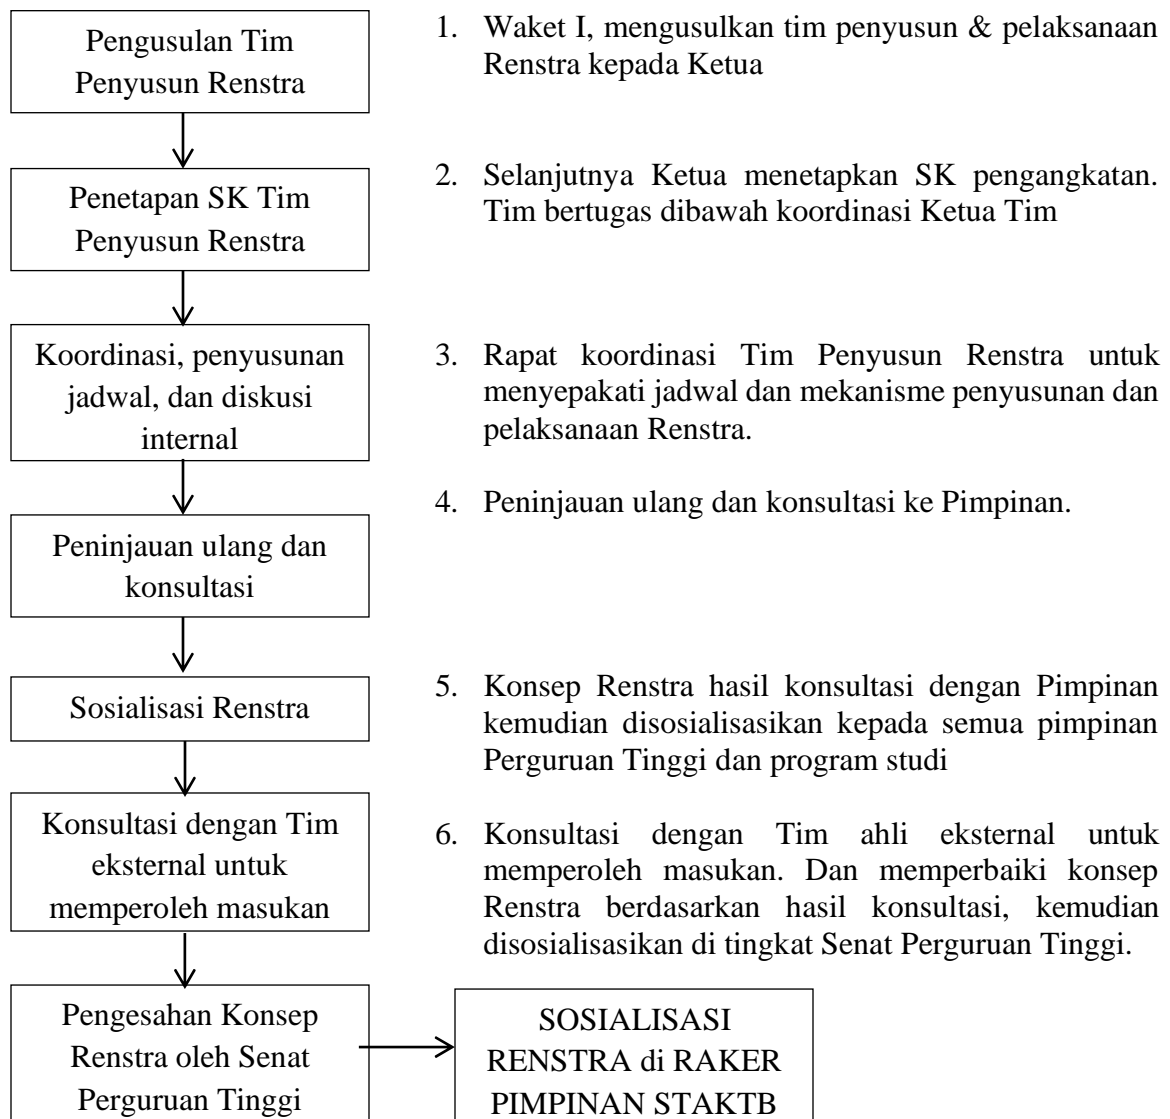 Pengusulan Tim
Penyusun Renstra
1. Waket I, mengusulkan tim penyusun & pelaksanaan
Renstra kepada Ketua
Penetapan SK Tim
Penyusun Renstra
2. Selanjutnya Ketua menetapkan SK pengangkatan.
Tim bertugas dibawah koordinasi Ketua Tim
Koordinasi, penyusunan
jadwal, dan diskusi
internal
3. Rapat koordinasi Tim Penyusun Renstra untuk
menyepakati jadwal dan mekanisme penyusunan dan
pelaksanaan Renstra.
Peninjauan ulang dan
konsultasi
4. Peninjauan ulang dan konsultasi ke Pimpinan.
Sosialisasi Renstra
5. Konsep Renstra hasil konsultasi dengan Pimpinan
kemudian disosialisasikan kepada semua pimpinan
Perguruan Tinggi dan program studi
Konsultasi dengan Tim
eksternal untuk
memperoleh masukan
6. Konsultasi dengan Tim ahli eksternal untuk
memperoleh masukan. Dan memperbaiki konsep
Renstra berdasarkan hasil konsultasi, kemudian
disosialisasikan di tingkat Senat Perguruan Tinggi.
Pengesahan Konsep
Renstra oleh Senat
Perguruan Tinggi
SOSIALISASI
RENSTRA di RAKER
PIMPINAN STAKTB